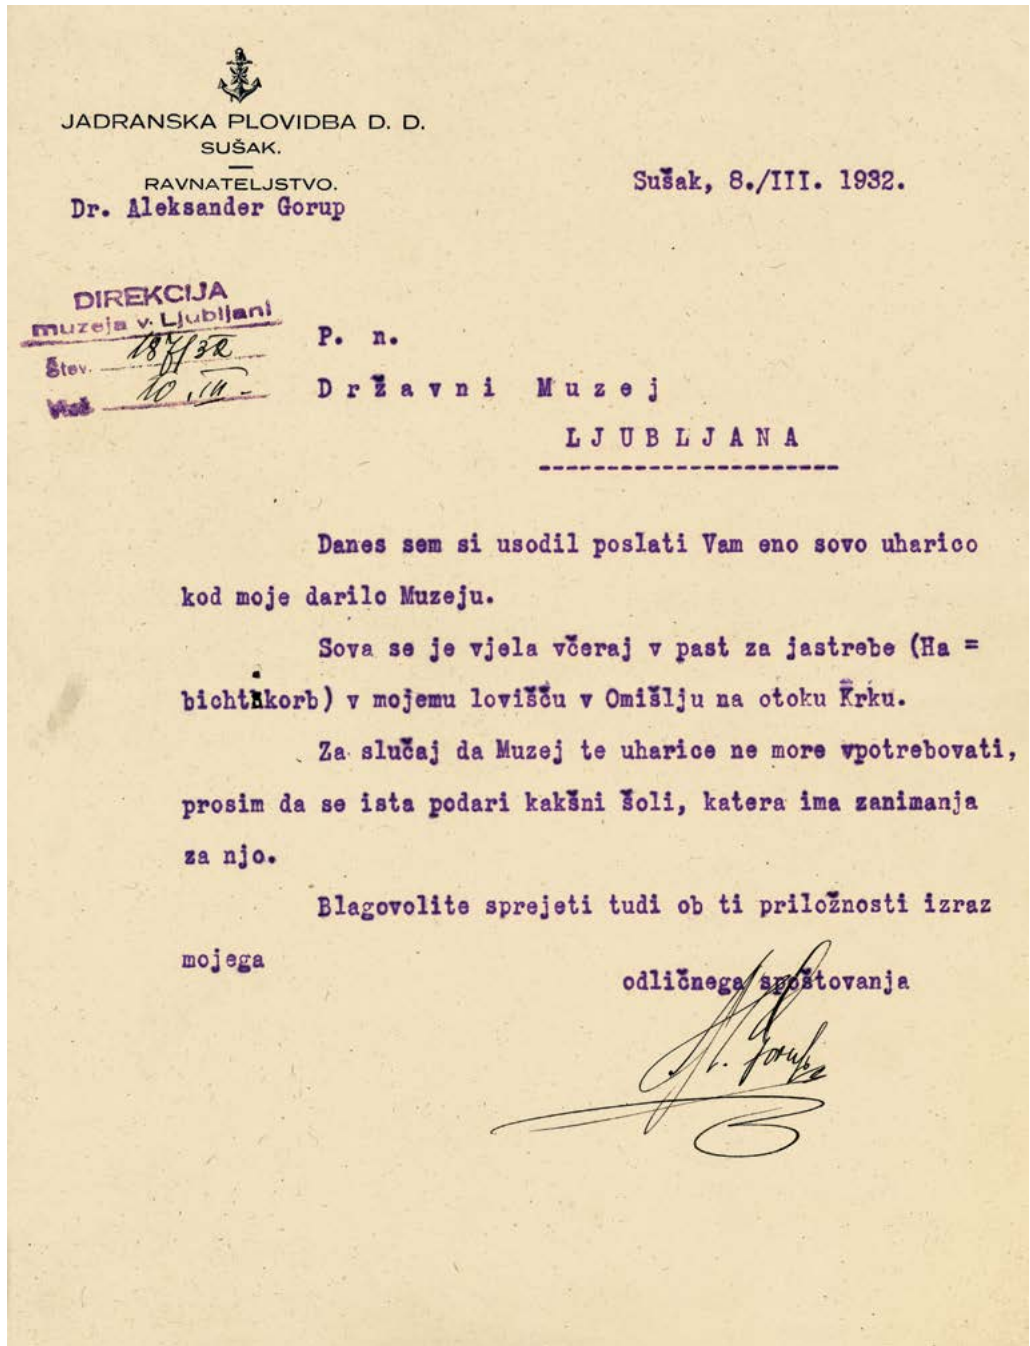 JADRANSKA PLOVIDBA D. D.
SUŠAK.
RAVNATELJSTVO.
Dr. Aleksander Gorup
Sušak, 8./III. 1932.
DIREKCIJA
muzeja v Ljubljani
Štev. 187/32
10. III.
P. n.
Državni Muzej
LJUBLJANA
Danes sem si usodil poslati Vam eno sovo uharico
kod moje darilo Muzeju.
Sova se je vjela včeraj v past za jastrebe (Ha =
bichtskorb) v mojemu lovišču v Omišlju na otoku Krku.
Za slučaj da Muzej te uharice ne more vpotrebovati,
prosim da se ista podari kakšni šoli, katera ima zanimanja
za njo.
Blagovolite sprejeti tudi ob ti priložnosti izraz
mojega
odličnega spoštovanja
Gorup